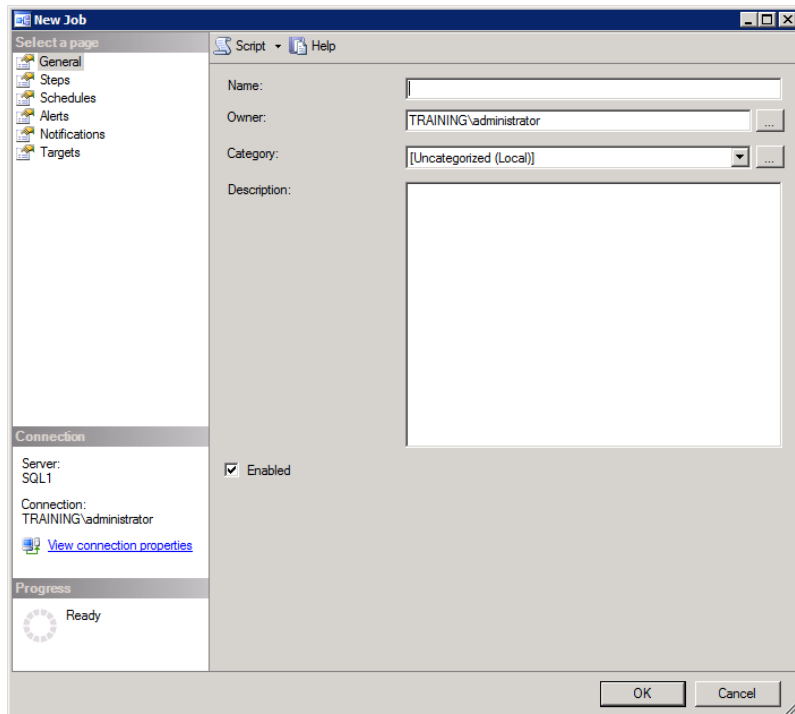 New Job
Select a page
General
Steps
Schedules
Alerts
Notifications
Targets
Script
Help
Name:
Owner:
TRAINING\administrator
...
Category:
[Uncategorized (Local)]
...
Description:
Enabled
Connection
Server:
SQL1
Connection:
TRAINING\administrator
View connection properties
Progress
Ready
OK
Cancel